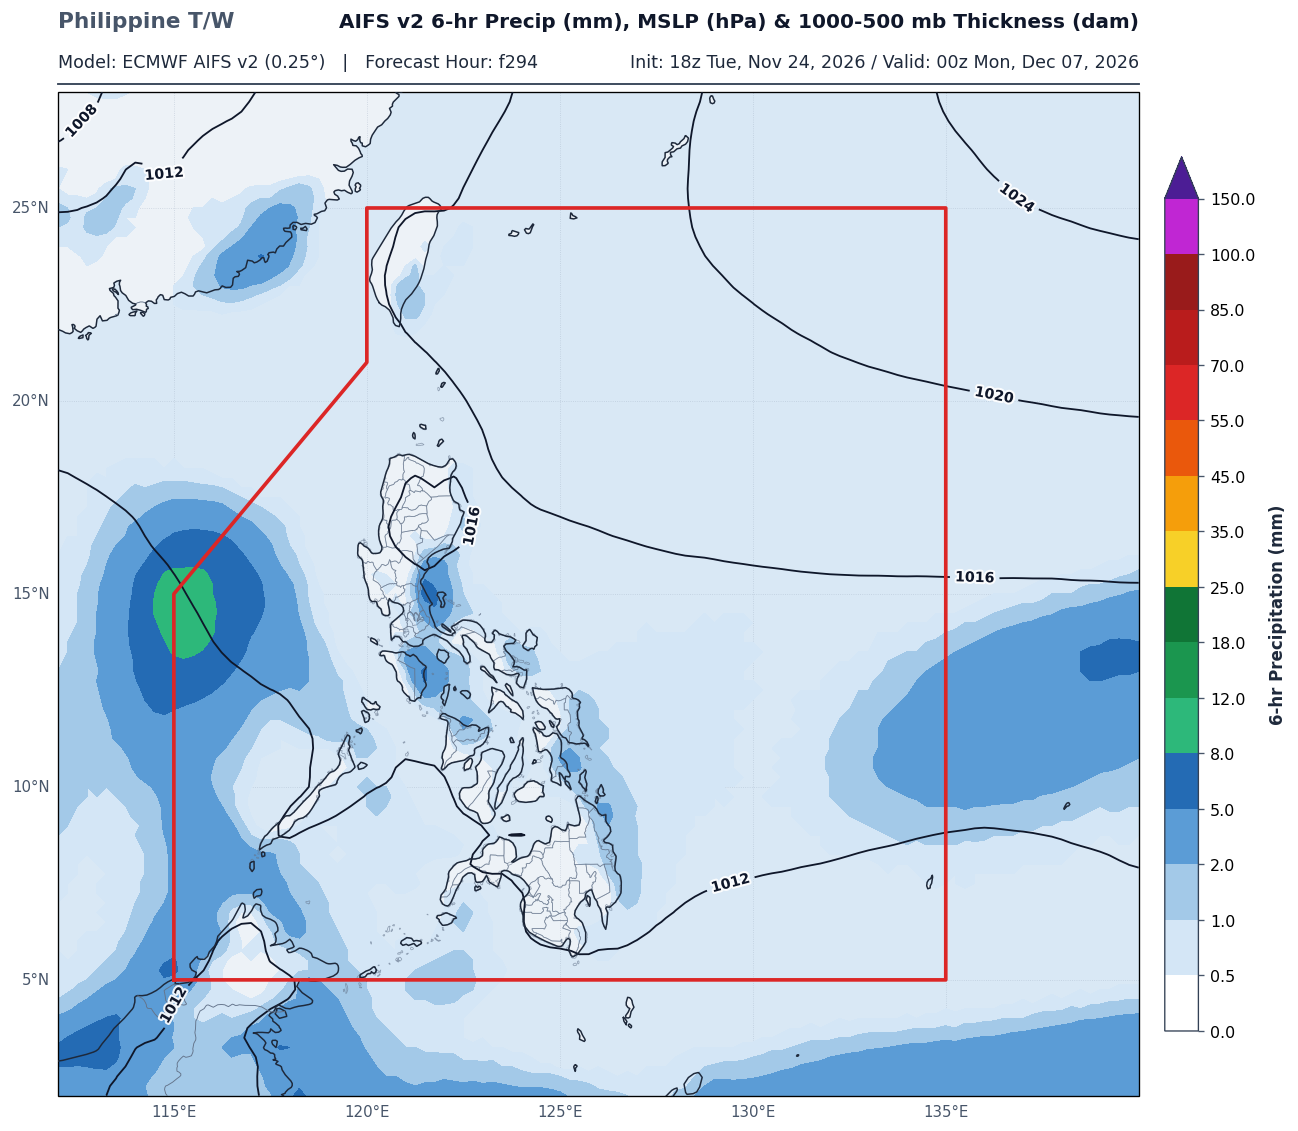 Philippine T/W
AIFS v2 6-hr Precip (mm), MSLP (hPa) & 1000-500 mb Thickness (dam)
Model: ECMWF AIFS v2 (0.25°) | Forecast Hour: f294
Init: 18z Tue, Nov 24, 2026 / Valid: 00z Mon, Dec 07, 2026
1008
1012
1024
1020
1016
1016
1012
1012
25°N
20°N
15°N
10°N
5°N
115°E
120°E
125°E
130°E
135°E
150.0
100.0
85.0
70.0
55.0
45.0
35.0
25.0
18.0
12.0
8.0
5.0
2.0
1.0
0.5
0.0
6-hr Precipitation (mm)